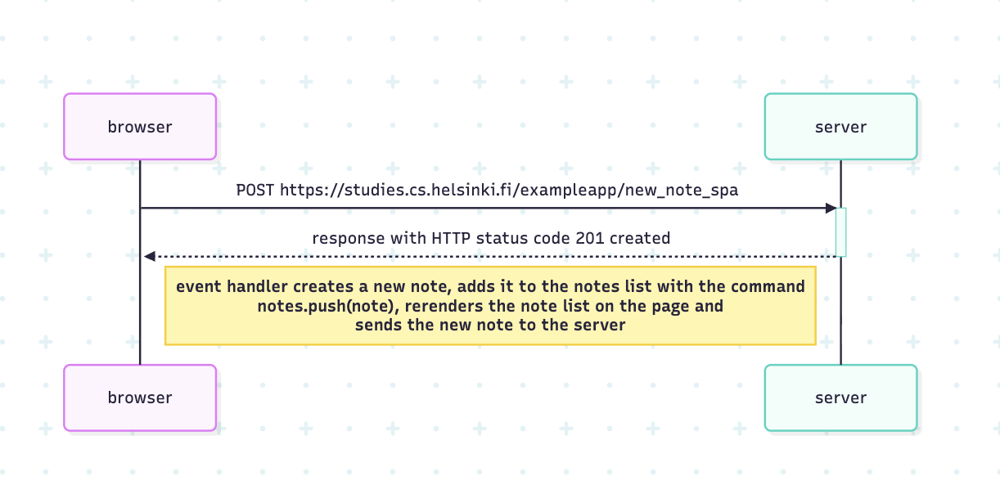 browser
server
POST https://studies.cs.helsinki.fi/exampleapp/new_note_spa
response with HTTP status code 201 created
event handler creates a new note, adds it to the notes list with the command
notes.push(note), rerenders the note list on the page and
sends the new note to the server
browser
server